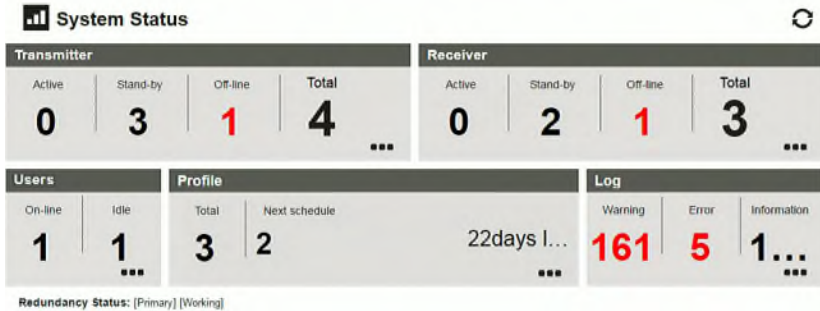 System Status
Transmitter
Active Stand-by Off-line Total
0 3 1 4
Receiver
Active Stand-by Off-line Total
0 2 1 3
Users
On-line Idle
1 1
Profile
Total Next schedule
3 2 22days l...
Log
Warning Error Information
161 5 1...
Redundancy Status: [Primary] [Working]